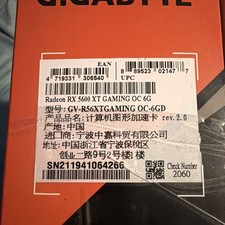 GIGABYTE
EAN
4 719331 306540
8 89523 02147 7
UPC
Radeon RX 5600 XT GAMING OC 6G
型号: GV-R56XTGAMING OC-6GD
产品品名: 计算机图形加速卡 rev.2.0
产地: 中国
进口商: 宁波中嘉科贸有限公司
中国浙江省宁波保税区
创业一路9号2号楼1楼
SN211941064266
Check Number
2060